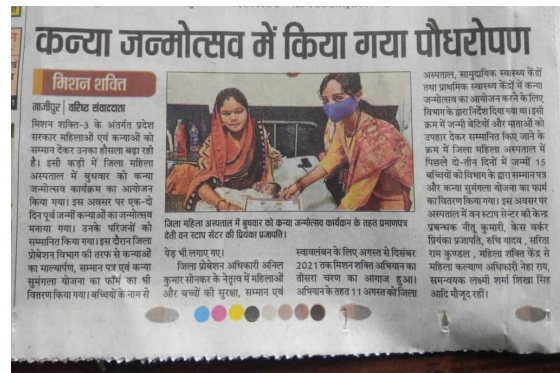 कन्या जन्मोत्सव में किया गया पौधरोपण
मिशन शक्ति
गाजीपुर | वरिष्ठ संवाददाता
मिशन शक्ति-3 के अंतर्गत प्रदेश
सरकार महिलाओं एवं कन्याओं को
सम्मान देकर उनका हौसला बढ़ा रही
है। इसी कड़ी में जिला महिला
अस्पताल में बुधवार को कन्या
जन्मोत्सव कार्यक्रम का आयोजन
किया गया। इस अवसर पर एक-दो
दिन पूर्व जन्मीं कन्याओं का जन्मोत्सव
मनाया गया। उनके परिजनों को
सम्मानित किया गया। इस दौरान जिला
प्रोबेशन विभाग की तरफ से कन्याओं
का माल्यार्पण, सम्मान पत्र एवं कन्या
सुमंगला योजना का फॉर्म का भी
वितरण किया गया। बच्चियों के नाम से
जिला महिला अस्पताल में बुधवार को कन्या जन्मोत्सव कार्यक्रम के तहत प्रमाणपत्र
देती वन स्टाप सेंटर की प्रियंका प्रजापति।
पेड़ भी लगाए गए।
जिला प्रोबेशन अधिकारी अनिल
कुमार सोनकर के नेतृत्व में महिलाओं
और बच्चों की सुरक्षा, सम्मान एवं
स्वावलंबन के लिए अगस्त से दिसंबर
2021 तक मिशन शक्ति अभियान का
तीसरा चरण का आगाज हुआ।
अभियान के तहत 11 अगस्त को जिला
अस्पताल, सामुदायिक स्वास्थ्य केंद्रों
तथा प्राथमिक स्वास्थ्य केंद्रों में कन्या
जन्मोत्सव का आयोजन करने के लिए
विभाग के द्वारा निर्देश दिया गया था। इसी
क्रम में जन्मी बेटियों और माताओं को
उपहार देकर सम्मानित किए जाने के
क्रम में जिला महिला अस्पताल में
पिछले दो-तीन दिनों में जन्मीं 15
बच्चियों को विभाग के द्वारा सम्मान पत्र
और कन्या सुमंगला योजना का फार्म
का वितरण किया गया। इस अवसर पर
अस्पताल में वन स्टाप सेन्टर की केन्द्र
प्रबन्धक नीतू कुमारी, केस वर्कर
प्रियंका प्रजापति, रुचि यादव , सरिता
राम कुण्डल , महिला शक्ति केंद्र से
महिला कल्याण अधिकारी नेहा राय,
समन्वयक लक्ष्मी शर्मा शिखा सिंह
आदि मौजूद रहीं।